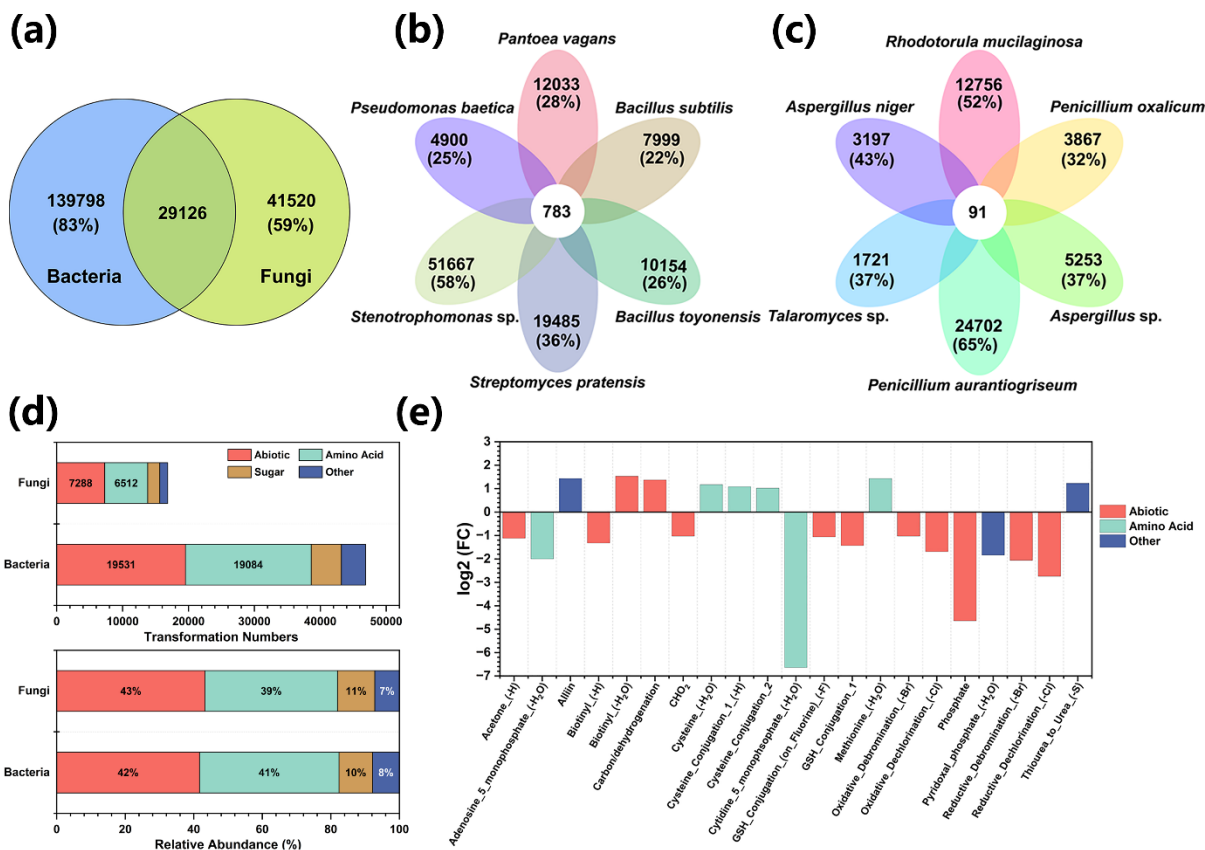 (a)
139798
(83%)
29126
41520
(59%)
Bacteria
Fungi
(b)
Pantoea vagans
12033
(28%)
Pseudomonas baetica
4900
(25%)
Bacillus subtilis
7999
(22%)
783
51667
(58%)
10154
(26%)
Stenotrophomonas sp.
19485
(36%)
Bacillus toyonensis
Streptomyces pratensis
(c)
Rhodotorula mucilaginosa
12756
(52%)
Aspergillus niger
3197
(43%)
Penicillium oxalicum
3867
(32%)
91
1721
(37%)
5253
(37%)
Talaromyces sp.
24702
(65%)
Aspergillus sp.
Penicillium aurantiogriseum
(d)
Abiotic
Amino Acid
Sugar
Other
Fungi
7288
6512
Bacteria
19531
19084
0 10000 20000 30000 40000 50000
Transformation Numbers
Fungi
43%
39%
11%
7%
Bacteria
42%
41%
10%
8%
0 20 40 60 80 100
Relative Abundance (%)
(e)
log2 (FC)
3
2
1
0
-1
-2
-3
-4
-5
-6
-7
Abiotic
Amino Acid
Other
Acetone_(-H)
Adenosine_5_monophosphate_(-H₂O)
Alliin
Biotinyl_(-H)
Biotinyl_(-H₂O)
Carbon/dehydrogenation
CHO₂
Cysteine_(-H₂O)
Cysteine_Conjugation_1_(-H)
Cysteine_Conjugation_2
Cytidine_5_monophsophate_(-H₂O)
GSH_Conjugation_(on_Fluorine)_(-F)
GSH_Conjugation_1
Methionine_(-H₂O)
Oxidative_Debromination_(-Br)
Oxidative_Dechlorination_(-Cl)
Phosphate
Pyridoxal_phosphate_(-H₂O)
Reductive_Debromination_(-Br)
Reductive_Dechlorination_(-Cl)
Thiourea_to_Urea_(-S)